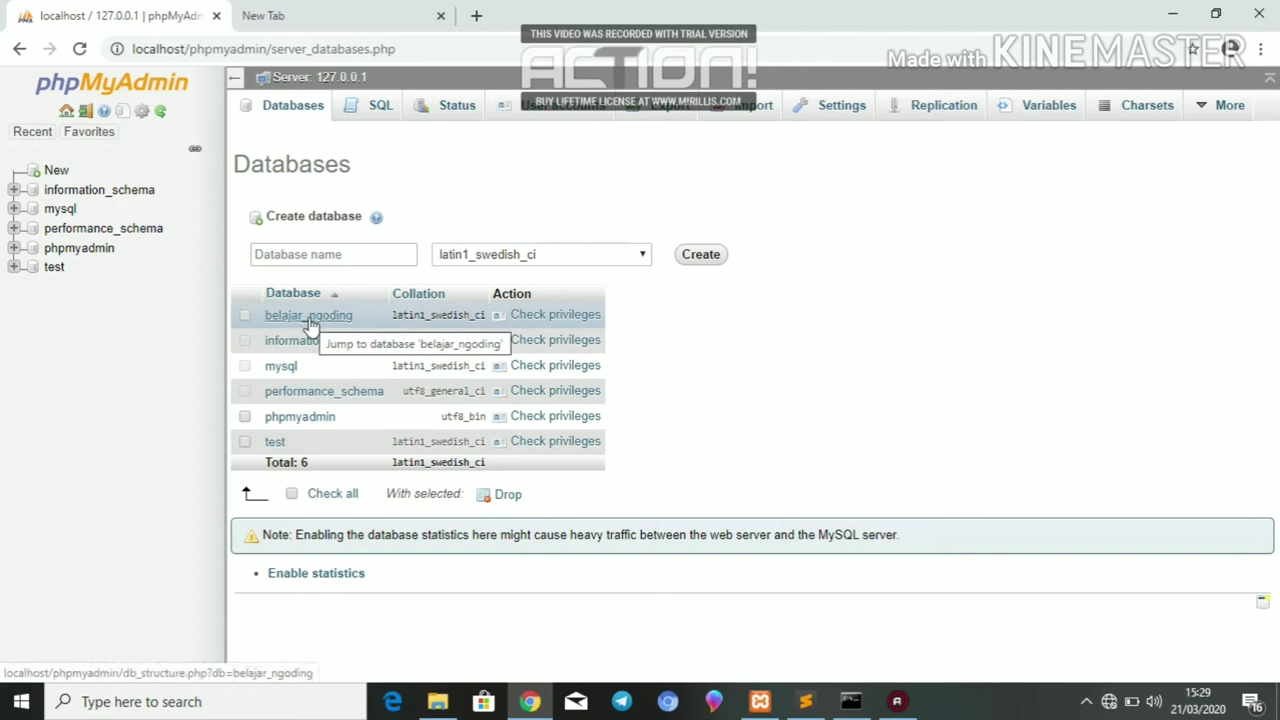 localhost / 127.0.0.1 | phpMyAdm
New Tab
localhost/phpmyadmin/server_databases.php
THIS VIDEO WAS RECORDED WITH TRIAL VERSION
ACTION!
BUY LIFETIME LICENSE AT WWW.MIRILLIS.COM
Made with KINEMASTER
phpMyAdmin
Recent
Favorites
New
information_schema
mysql
performance_schema
phpmyadmin
test
Server: 127.0.0.1
Databases
SQL
Status
Settings
Replication
Variables
Charsets
More
Databases
Create database
Database name
latin1_swedish_ci
Create
Database
Collation
Action
belajar_ngoding
latin1_swedish_ci
Check privileges
Jump to database 'belajar_ngoding'
Check privileges
mysql
latin1_swedish_ci
Check privileges
performance_schema
utf8_general_ci
Check privileges
phpmyadmin
utf8_bin
Check privileges
test
latin1_swedish_ci
Check privileges
Total: 6
latin1_swedish_ci
Check all
With selected:
Drop
Note: Enabling the database statistics here might cause heavy traffic between the web server and the MySQL server.
Enable statistics
localhost/phpmyadmin/db_structure.php?db=belajar_ngoding
Type here to search
15:29
21/03/2020
16